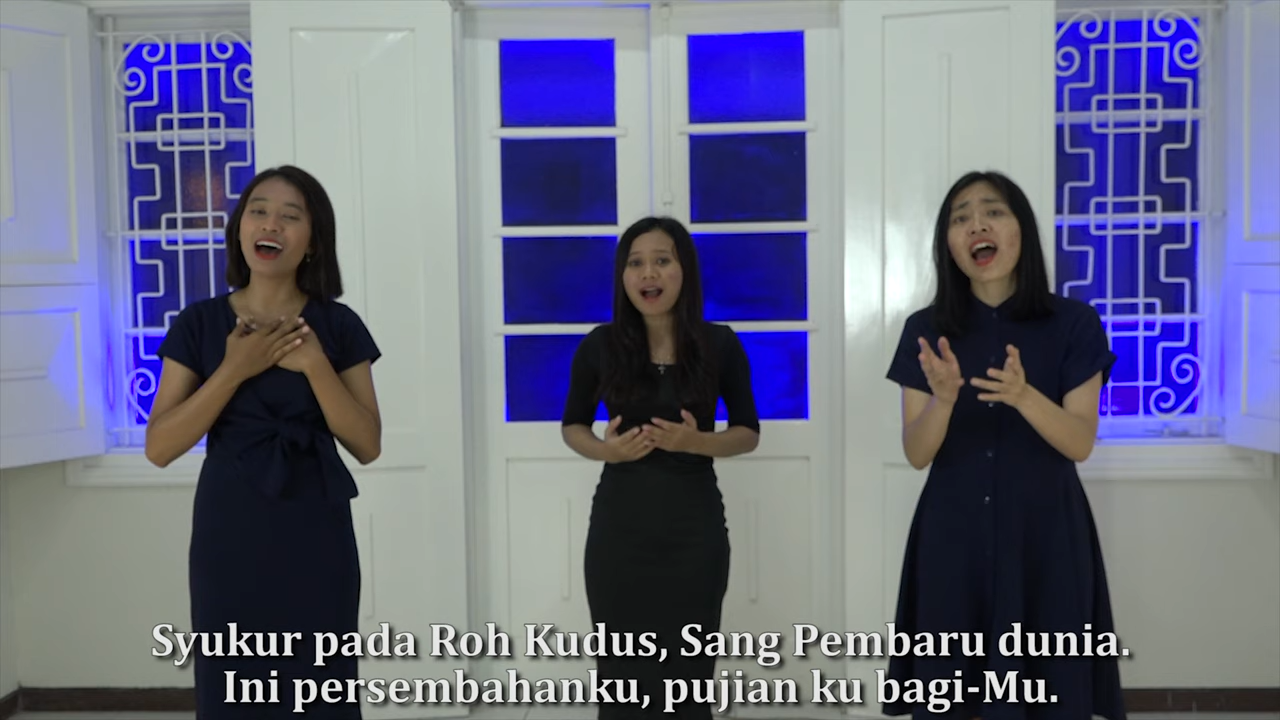 Syukur pada Roh Kudus, Sang Pembaru dunia.
Ini persembahanku, pujian ku bagi-Mu.